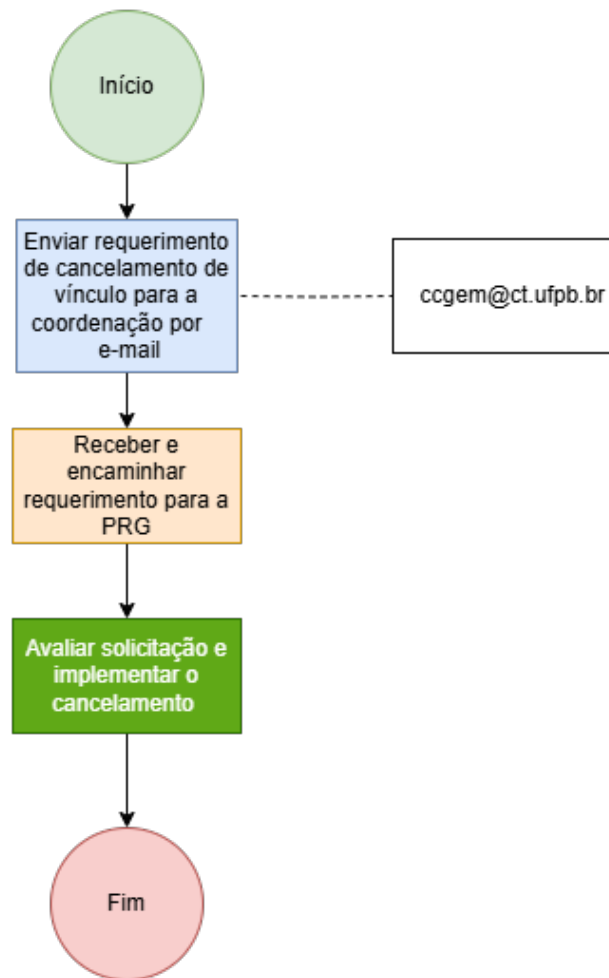 Início
Enviar requerimento
de cancelamento de
vínculo para a
coordenação por
e-mail
ccgem@ct.ufpb.br
Receber e
encaminhar
requerimento para a
PRG
Avaliar solicitação e
implementar o
cancelamento
Fim